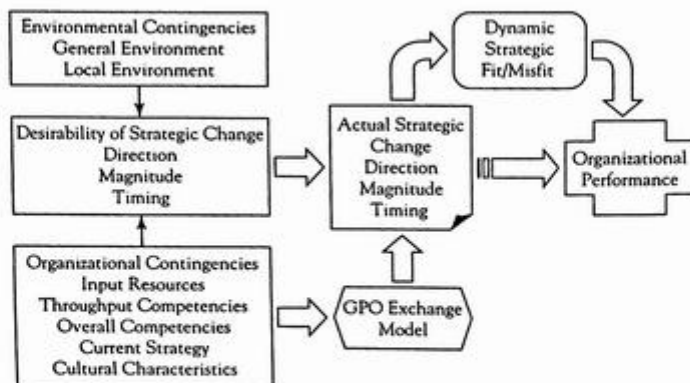 Environmental Contingencies
General Environment
Local Environment
Desirability of Strategic Change
Direction
Magnitude
Timing
Organizational Contingencies
Input Resources
Throughput Competencies
Overall Competencies
Current Strategy
Cultural Characteristics
Actual Strategic
Change
Direction
Magnitude
Timing
GPO Exchange
Model
Dynamic
Strategic
Fit/Misfit
Organizational
Performance